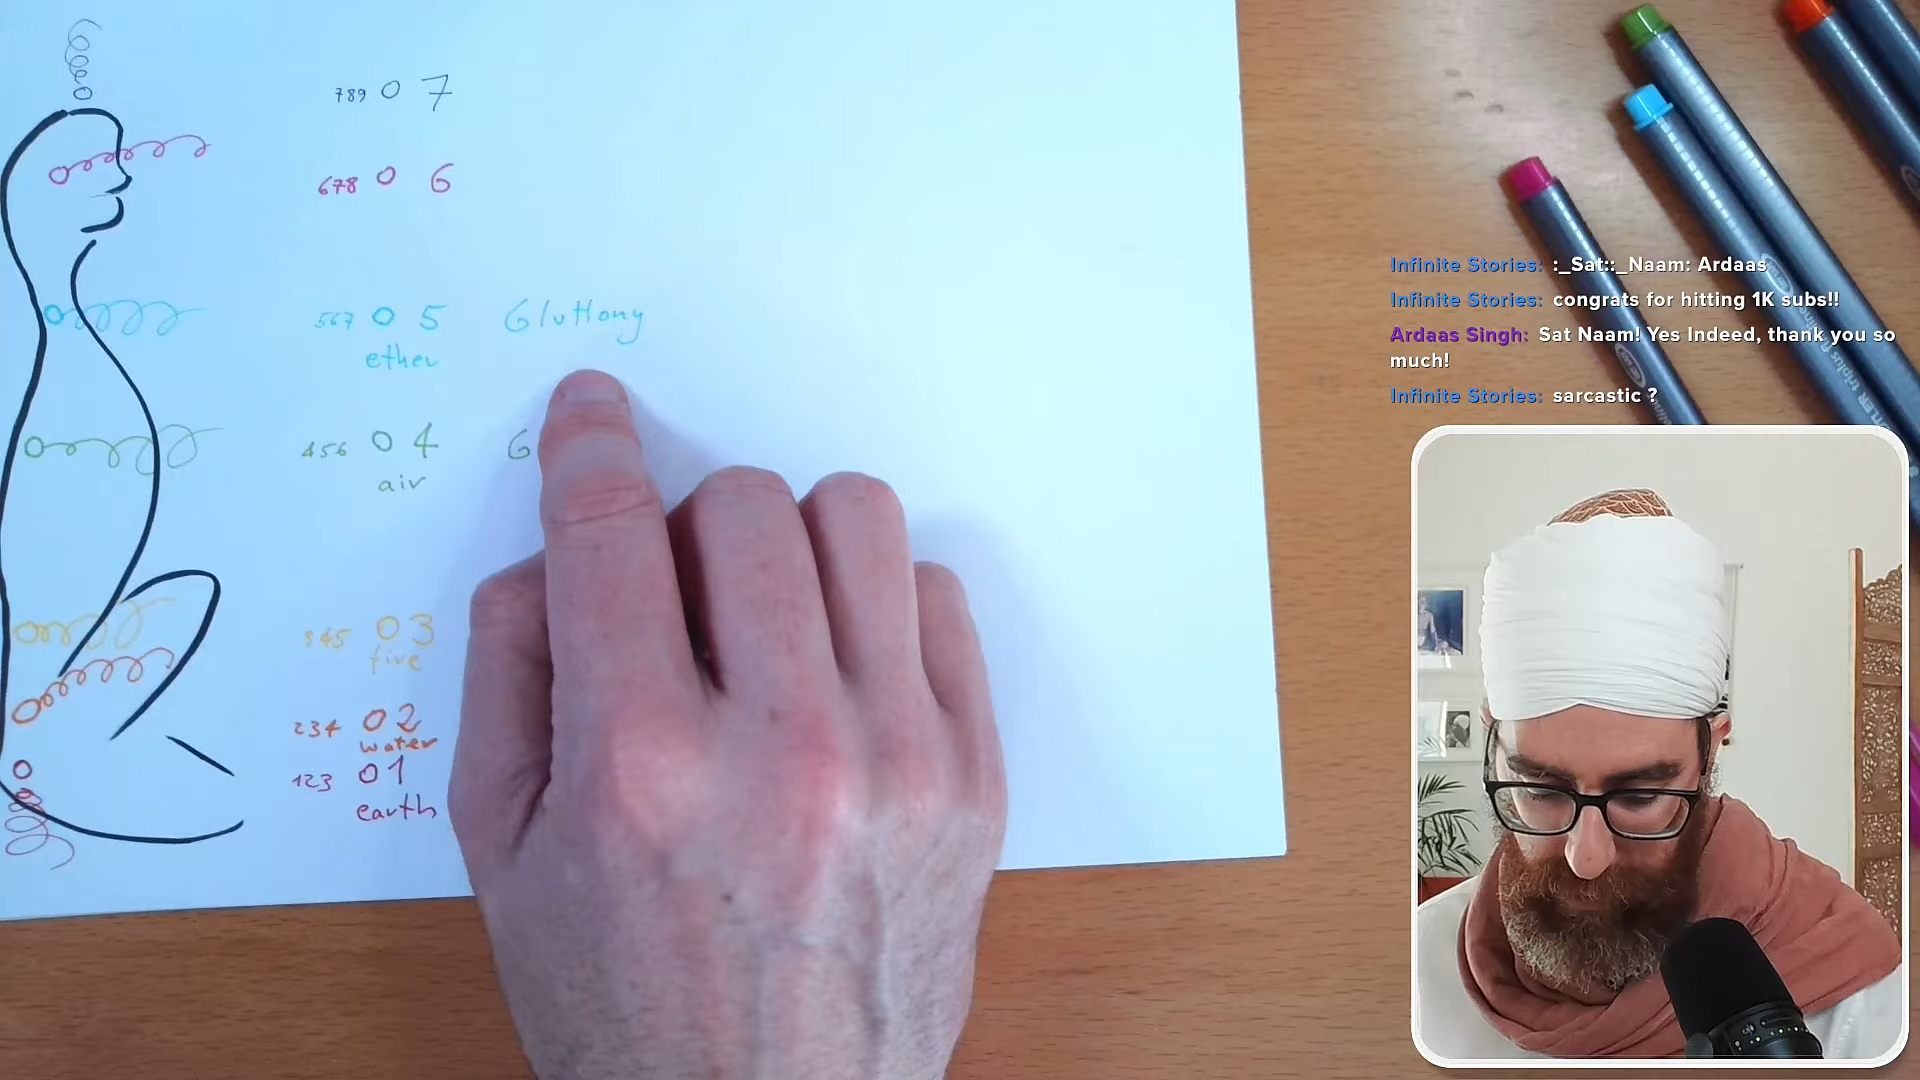 789 0 7
678 0 6
567 0 5 Gluttony
ether
456 0 4 G
air
345 0 3
fire
234 0 2
water
123 0 1
earth
Infinite Stories: :_Sat::_Naam: Ardaas
Infinite Stories: congrats for hitting 1K subs!!
Ardaas Singh: Sat Naam! Yes Indeed, thank you so
much!
Infinite Stories: sarcastic ?